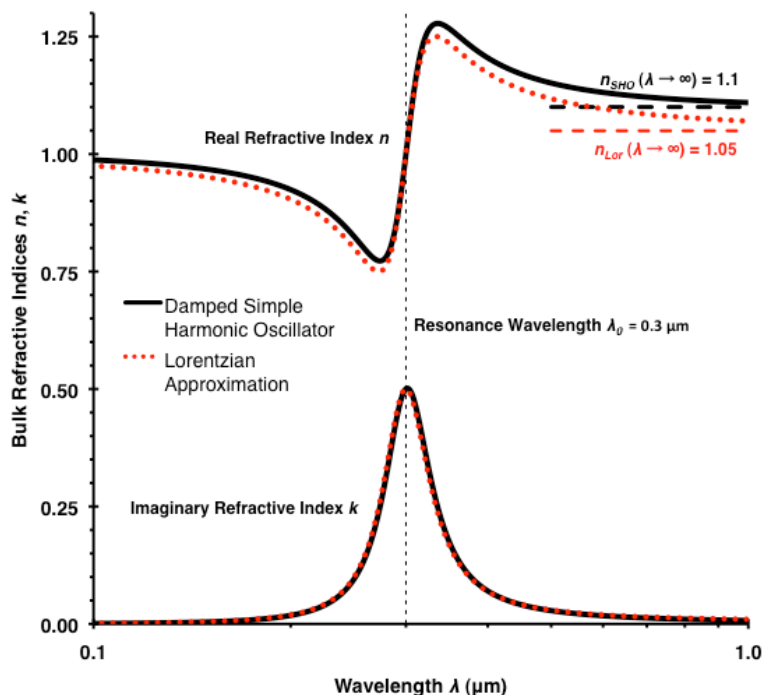 1.25
n_SHO (λ → ∞) = 1.1
Real Refractive Index n
n_Lor (λ → ∞) = 1.05
1.00
Bulk Refractive Indices n, k
0.75
Damped Simple
Harmonic Oscillator
Resonance Wavelength λ_0 = 0.3 µm
Lorentzian
Approximation
0.50
Imaginary Refractive Index k
0.25
0.00
0.1
1.0
Wavelength λ (µm)